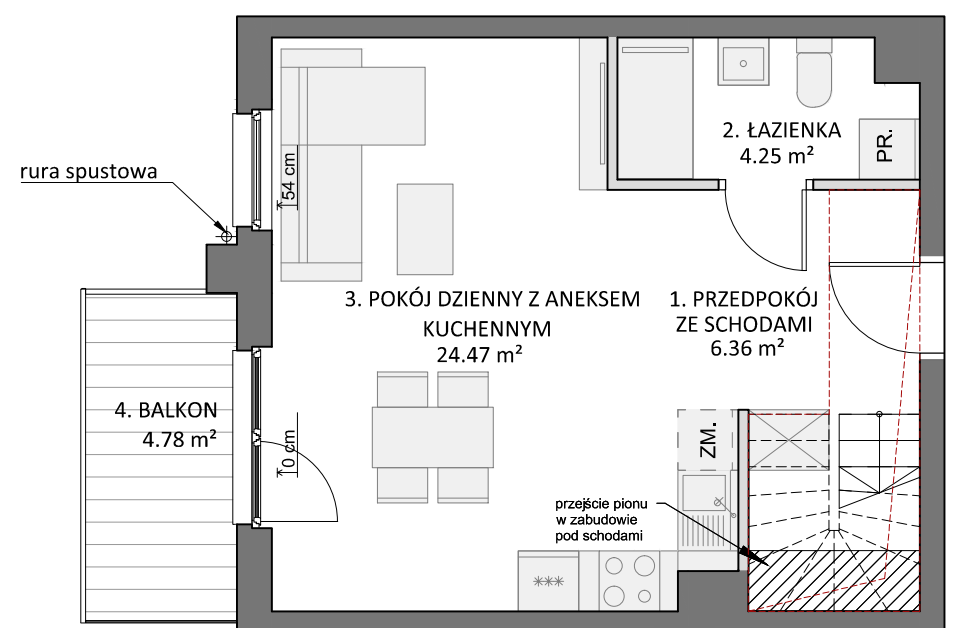 2. ŁAZIENKA
4.25 m²
PR.
rura spustowa
54 cm
3. POKÓJ DZIENNY Z ANEKSEM
KUCHENNYM
24.47 m²
1. PRZEDPOKÓJ
ZE SCHODAMI
6.36 m²
4. BALKON
4.78 m²
0 cm
ZM.
przejście pionu
w zabudowie
pod schodami
***